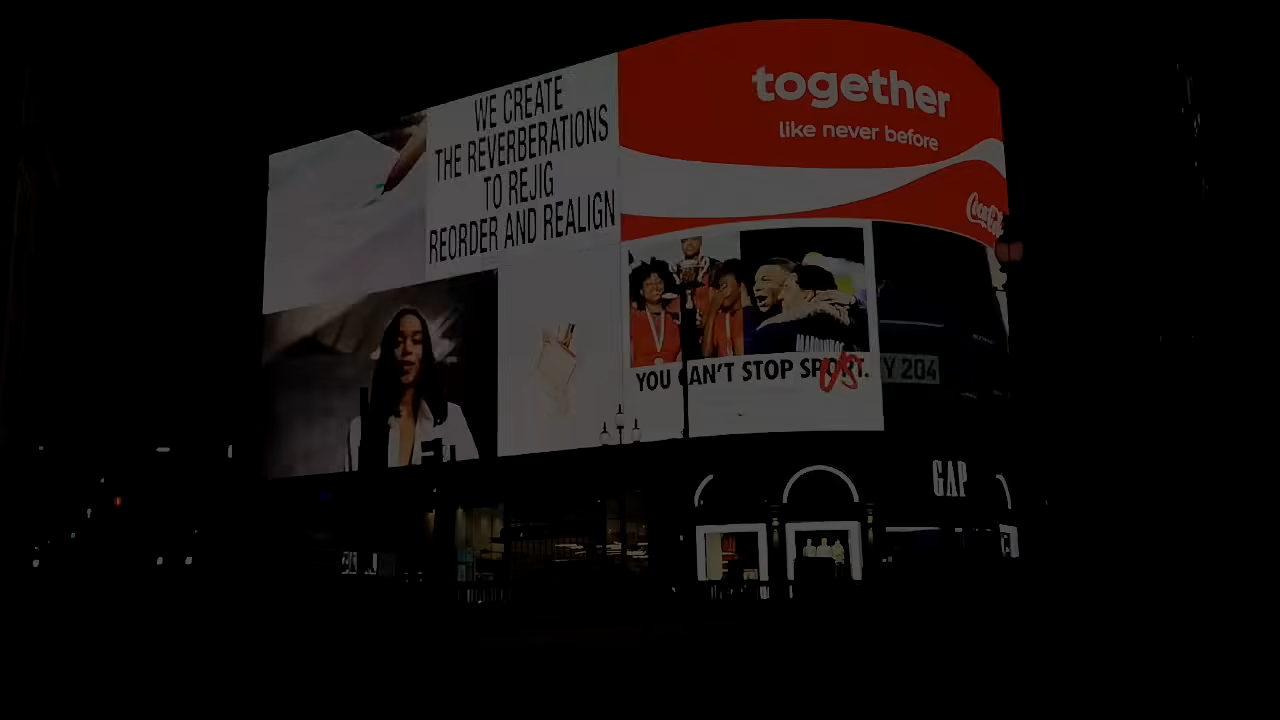 WE CREATE
THE REVERBERATIONS
TO REJIG
REORDER AND REALIGN
together
like never before
Coca-Cola
YOU CAN'T STOP SPORT.
US
Y 204
GAP